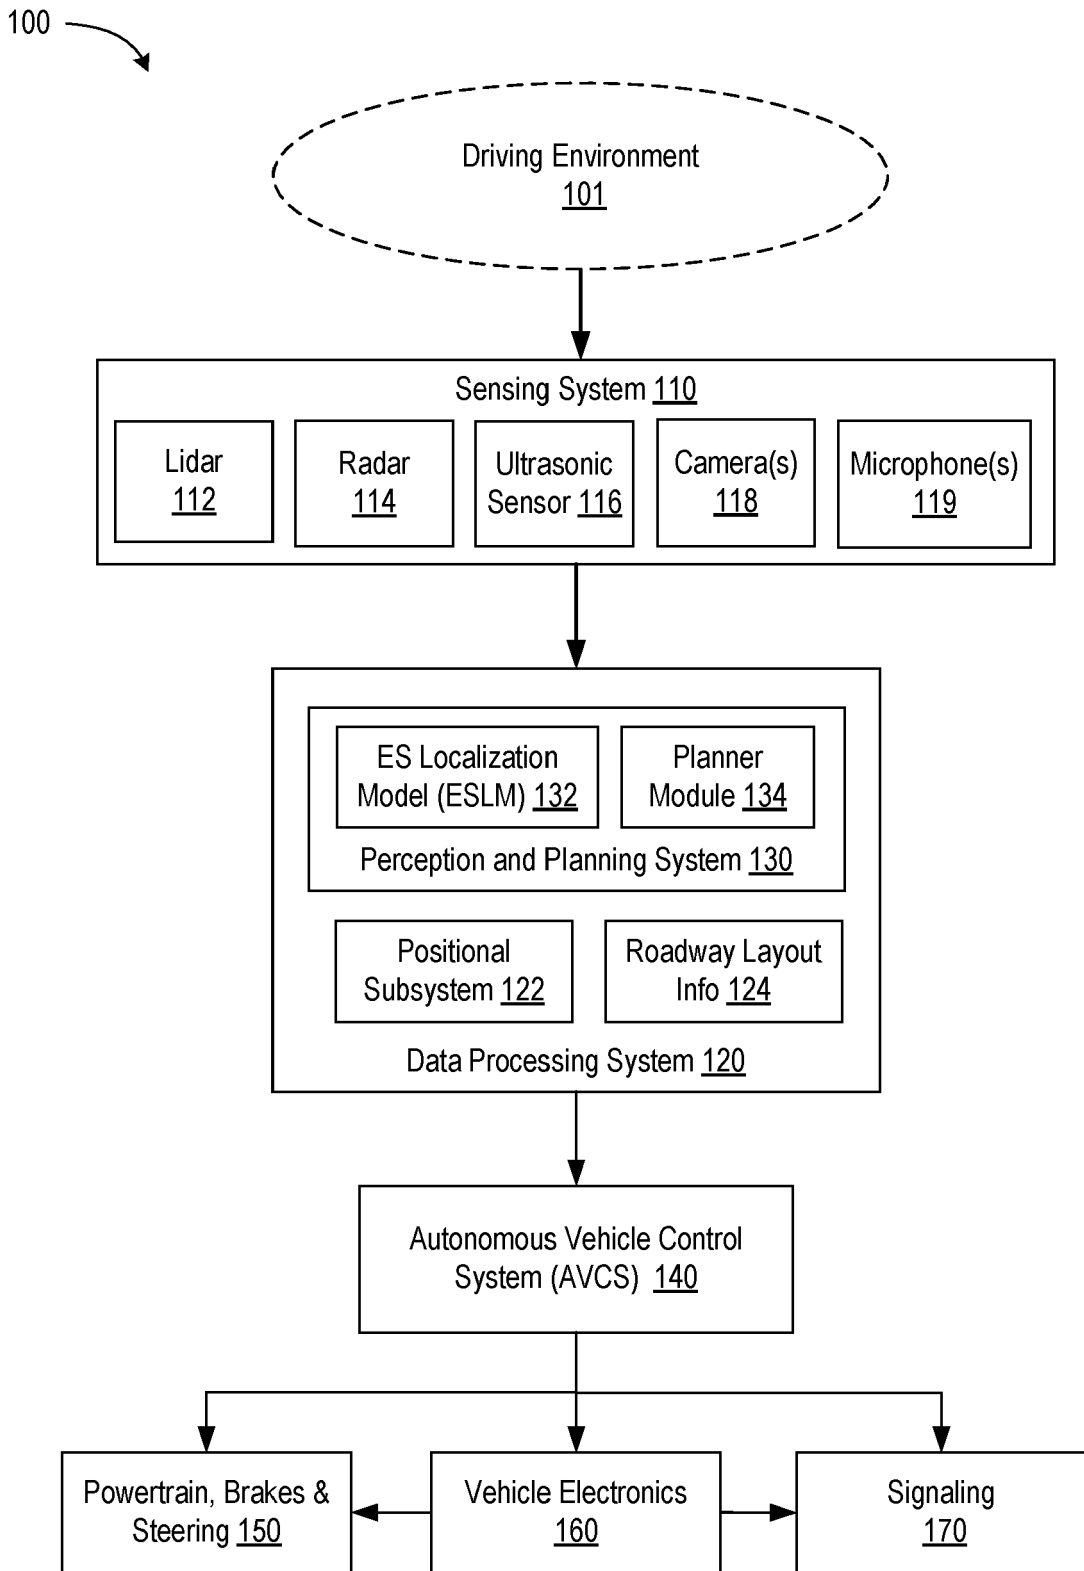 100
Driving Environment
101
Sensing System 110
Lidar
112
Radar
114
Ultrasonic
Sensor 116
Camera(s)
118
Microphone(s)
119
ES Localization
Model (ESLM) 132
Planner
Module 134
Perception and Planning System 130
Positional
Subsystem 122
Roadway Layout
Info 124
Data Processing System 120
Autonomous Vehicle Control
System (AVCS) 140
Powertrain, Brakes &
Steering 150
Vehicle Electronics
160
Signaling
170